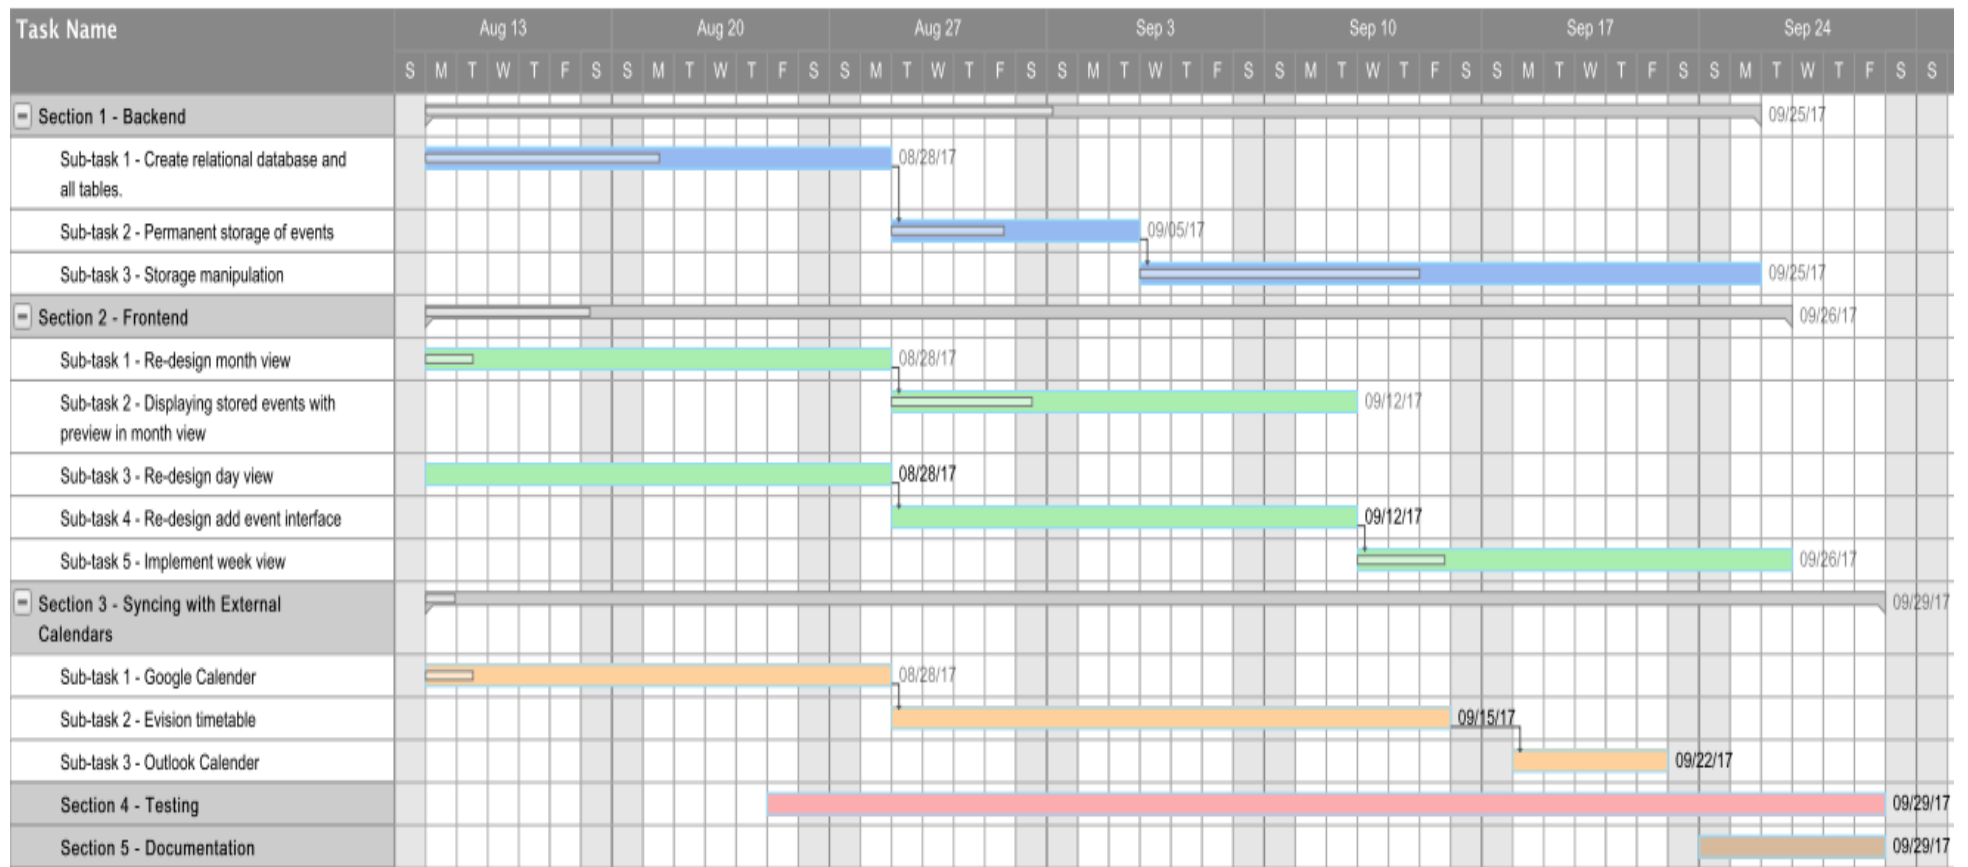 Task Name Aug 13 Aug 20 Aug 27 Sep 3 Sep 10 Sep 17 Sep 24
S M T W T F S S M T W T F S S M T W T F S S M T W T F S S M T W T F S S M T W T F S S M T W T F S S
Section 1 - Backend 09/25/17
Sub-task 1 - Create relational database and 08/28/17
all tables.
Sub-task 2 - Permanent storage of events 09/05/17
Sub-task 3 - Storage manipulation 09/25/17
Section 2 - Frontend 09/26/17
Sub-task 1 - Re-design month view 08/28/17
Sub-task 2 - Displaying stored events with 09/12/17
preview in month view
Sub-task 3 - Re-design day view 08/28/17
Sub-task 4 - Re-design add event interface 09/12/17
Sub-task 5 - Implement week view 09/26/17
Section 3 - Syncing with External 09/29/17
Calendars
Sub-task 1 - Google Calender 08/28/17
Sub-task 2 - Evision timetable 09/15/17
Sub-task 3 - Outlook Calender 09/22/17
Section 4 - Testing 09/29/17
Section 5 - Documentation 09/29/17